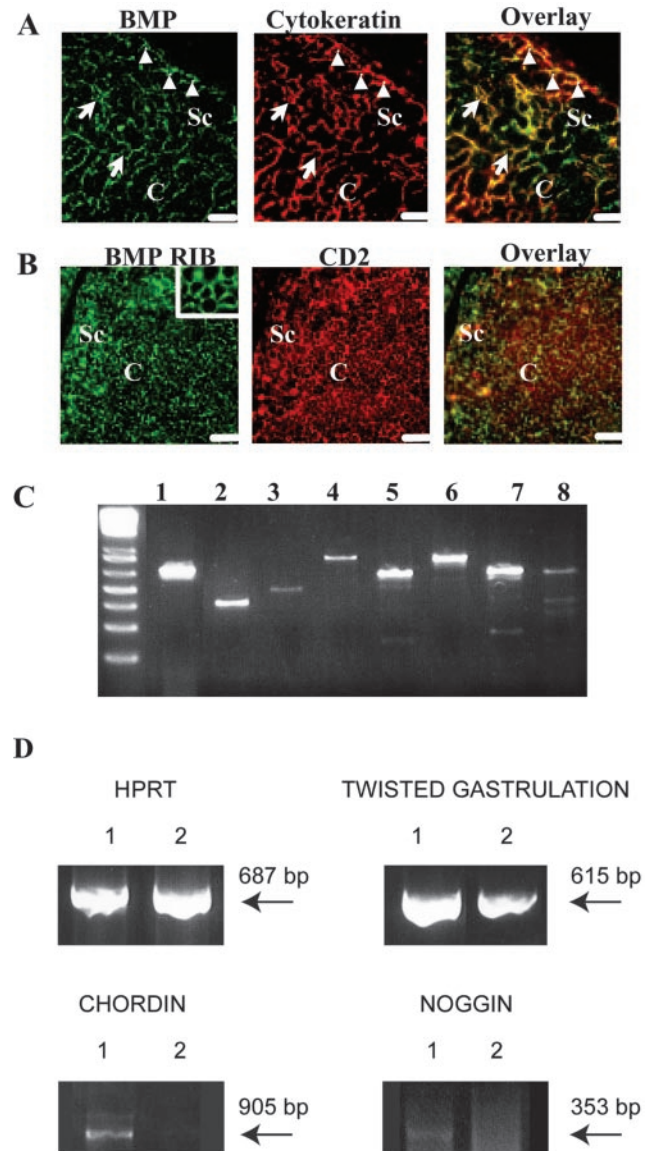 A
BMP Cytokeratin Overlay
Sc Sc Sc
C C C
B
BMP RIB CD2 Overlay
Sc Sc Sc
C C C
C
1 2 3 4 5 6 7 8
D
HPRT TWISTED GASTRULATION
1 2 1 2
687 bp 615 bp
CHORDIN NOGGIN
1 2 1 2
905 bp 353 bp